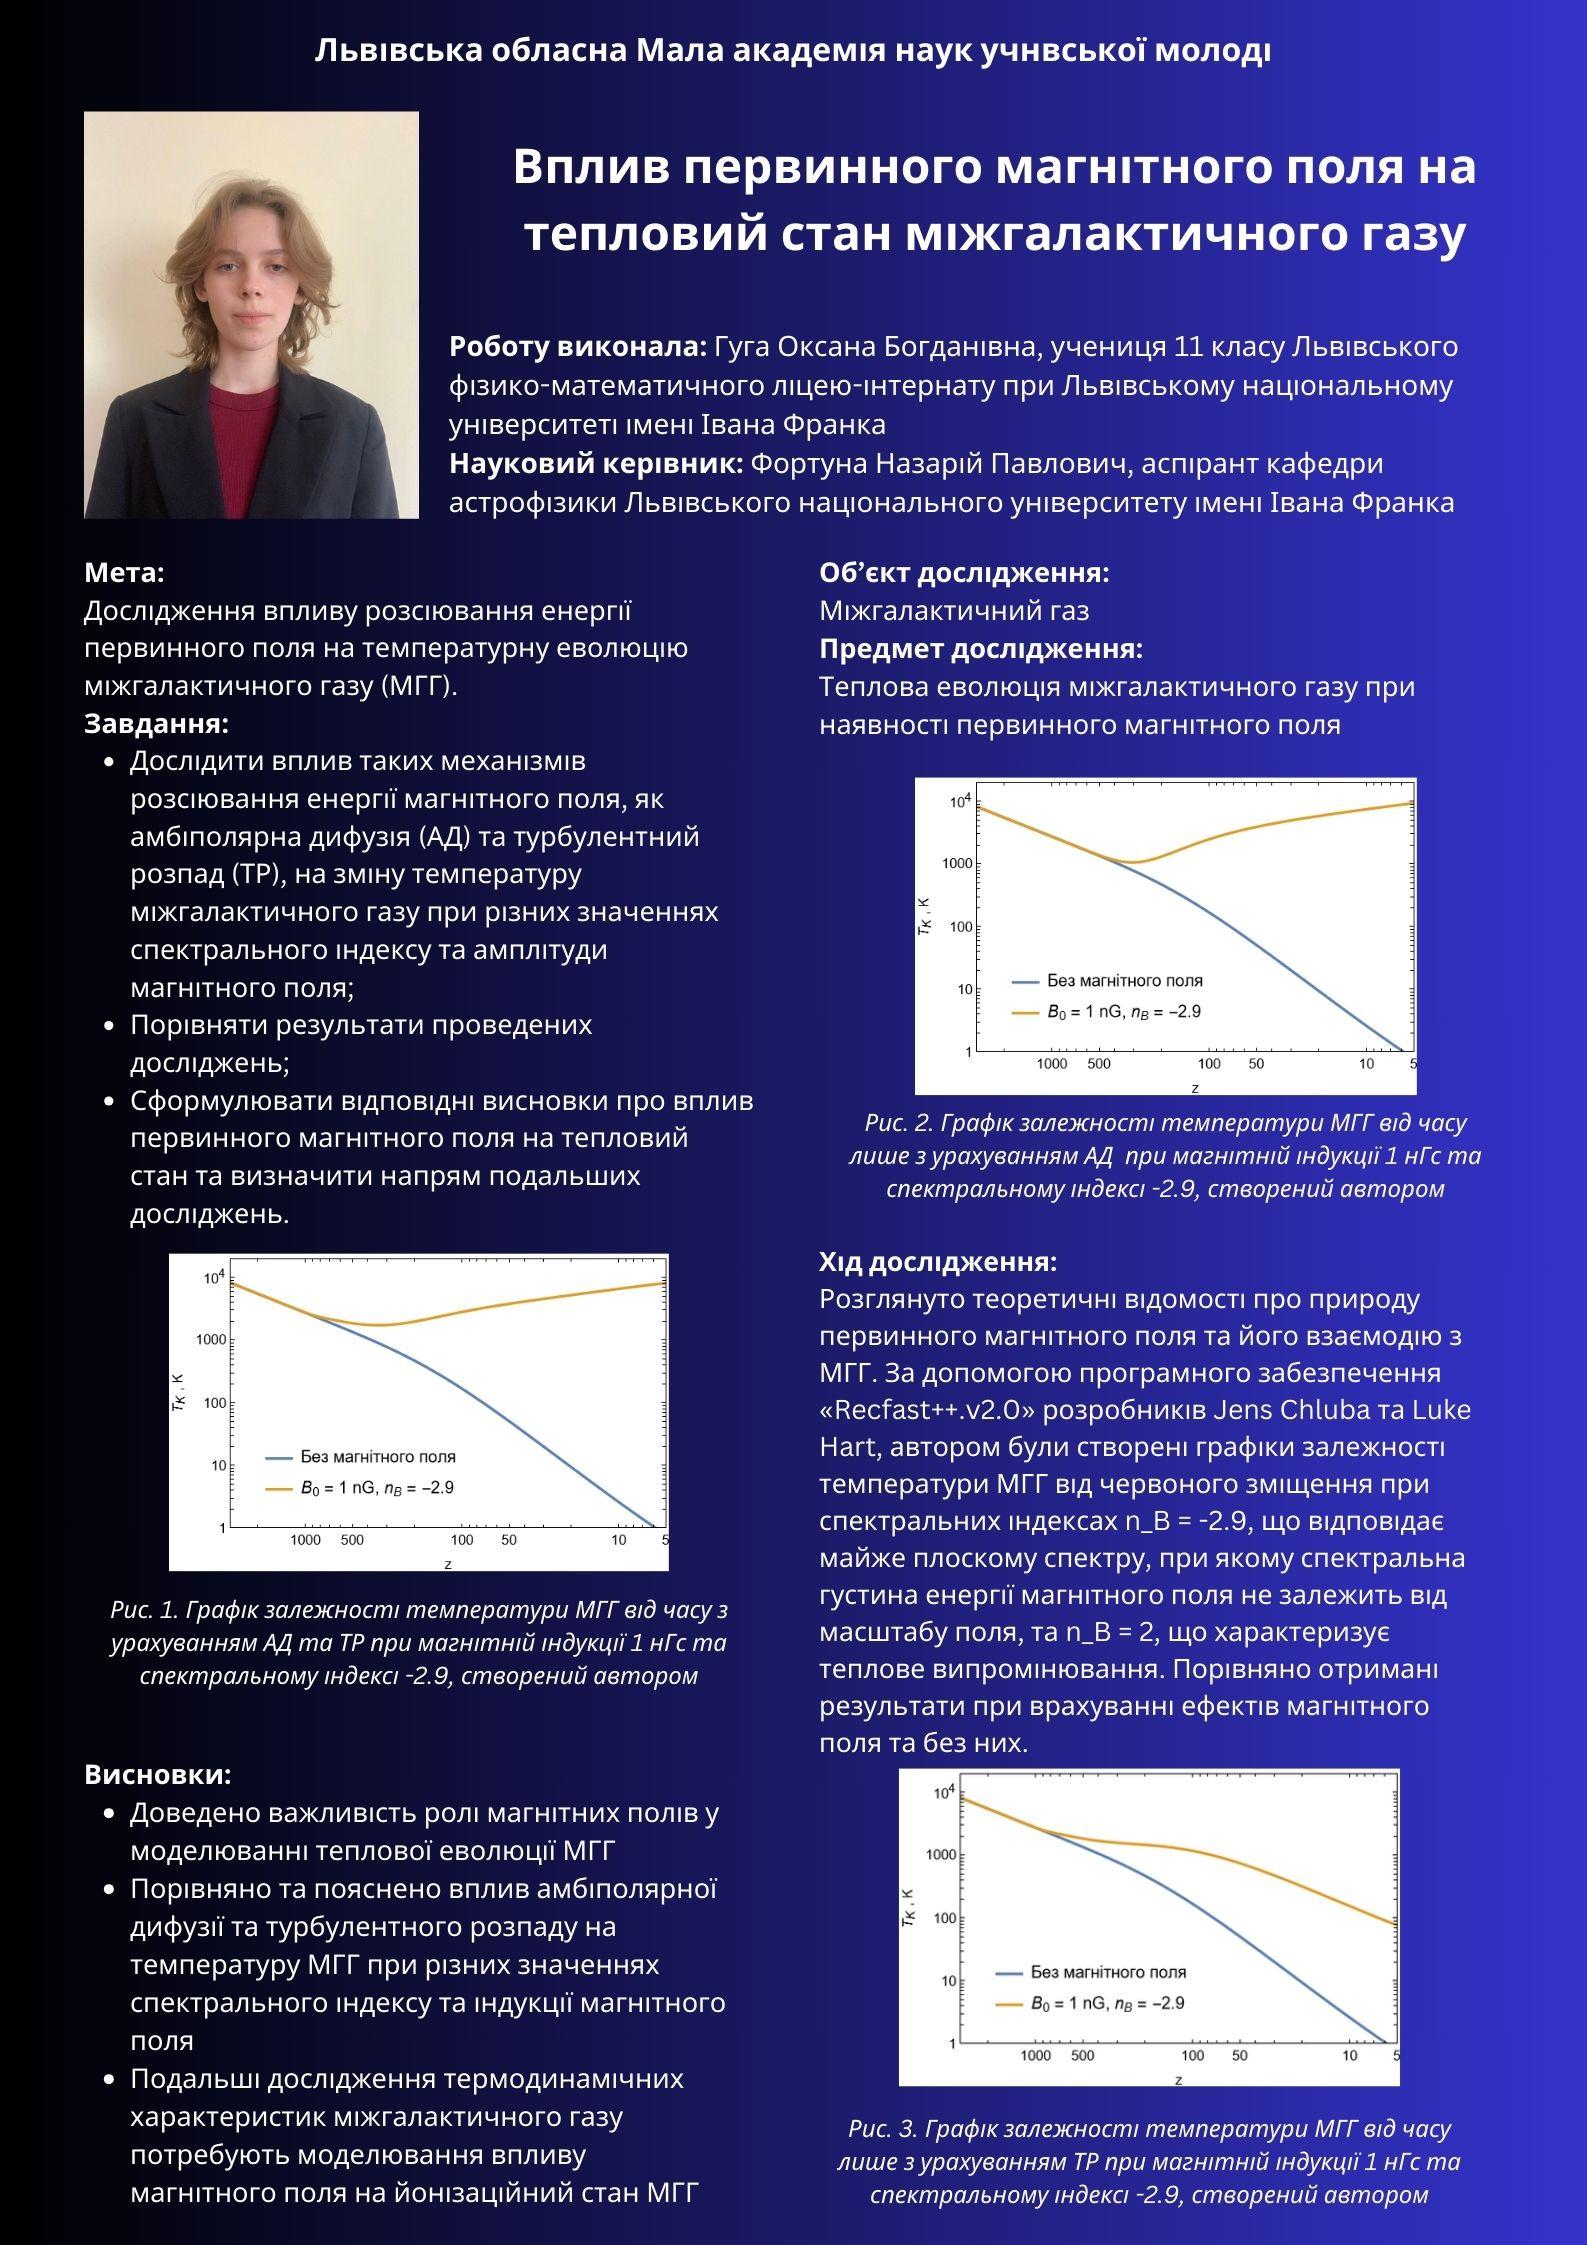 Львівська обласна Мала академія наук учнвської молоді
Вплив первинного магнітного поля на
тепловий стан міжгалактичного газу
Роботу виконала: Гуга Оксана Богданівна, учениця 11 класу Львівського
фізико-математичного ліцею-інтернату при Львівському національному
університеті імені Івана Франка
Науковий керівник: Фортуна Назарій Павлович, аспірант кафедри
астрофізики Львівського національного університету імені Івана Франка
Мета:
Дослідження впливу розсіювання енергії
первинного поля на температурну еволюцію
міжгалактичного газу (МГГ).
Завдання:
• Дослідити вплив таких механізмів
розсіювання енергії магнітного поля, як
амбіполярна дифузія (АД) та турбулентний
розпад (ТР), на зміну температуру
міжгалактичного газу при різних значеннях
спектрального індексу та амплітуди
магнітного поля;
• Порівняти результати проведених
досліджень;
• Сформулювати відповідні висновки про вплив
первинного магнітного поля на тепловий
стан та визначити напрям подальших
досліджень.
10⁴
1000
100
10
1
T_K , K
Без магнітного поля
B₀ = 1 nG, n_B = −2.9
1000 500 100 50 10 5
z
Рис. 1. Графік залежності температури МГГ від часу з
урахуванням АД та ТР при магнітній індукції 1 нГс та
спектральному індексі -2.9, створений автором
Висновки:
• Доведено важливість ролі магнітних полів у
моделюванні теплової еволюції МГГ
• Порівняно та пояснено вплив амбіполярної
дифузії та турбулентного розпаду на
температуру МГГ при різних значеннях
спектрального індексу та індукції магнітного
поля
• Подальші дослідження термодинамічних
характеристик міжгалактичного газу
потребують моделювання впливу
магнітного поля на йонізаційний стан МГГ
Об’єкт дослідження:
Міжгалактичний газ
Предмет дослідження:
Теплова еволюція міжгалактичного газу при
наявності первинного магнітного поля
10⁴
1000
100
10
1
T_K , K
Без магнітного поля
B₀ = 1 nG, n_B = −2.9
1000 500 100 50 10 5
z
Рис. 2. Графік залежності температури МГГ від часу
лише з урахуванням АД при магнітній індукції 1 нГс та
спектральному індексі -2.9, створений автором
Хід дослідження:
Розглянуто теоретичні відомості про природу
первинного магнітного поля та його взаємодію з
МГГ. За допомогою програмного забезпечення
«Recfast++.v2.0» розробників Jens Chluba та Luke
Hart, автором були створені графіки залежності
температури МГГ від червоного зміщення при
спектральних індексах n_B = -2.9, що відповідає
майже плоскому спектру, при якому спектральна
густина енергії магнітного поля не залежить від
масштабу поля, та n_B = 2, що характеризує
теплове випромінювання. Порівняно отримані
результати при врахуванні ефектів магнітного
поля та без них.
10⁴
1000
100
10
1
T_K , K
Без магнітного поля
B₀ = 1 nG, n_B = −2.9
1000 500 100 50 10 5
z
Рис. 3. Графік залежності температури МГГ від часу
лише з урахуванням ТР при магнітній індукції 1 нГс та
спектральному індексі -2.9, створений автором